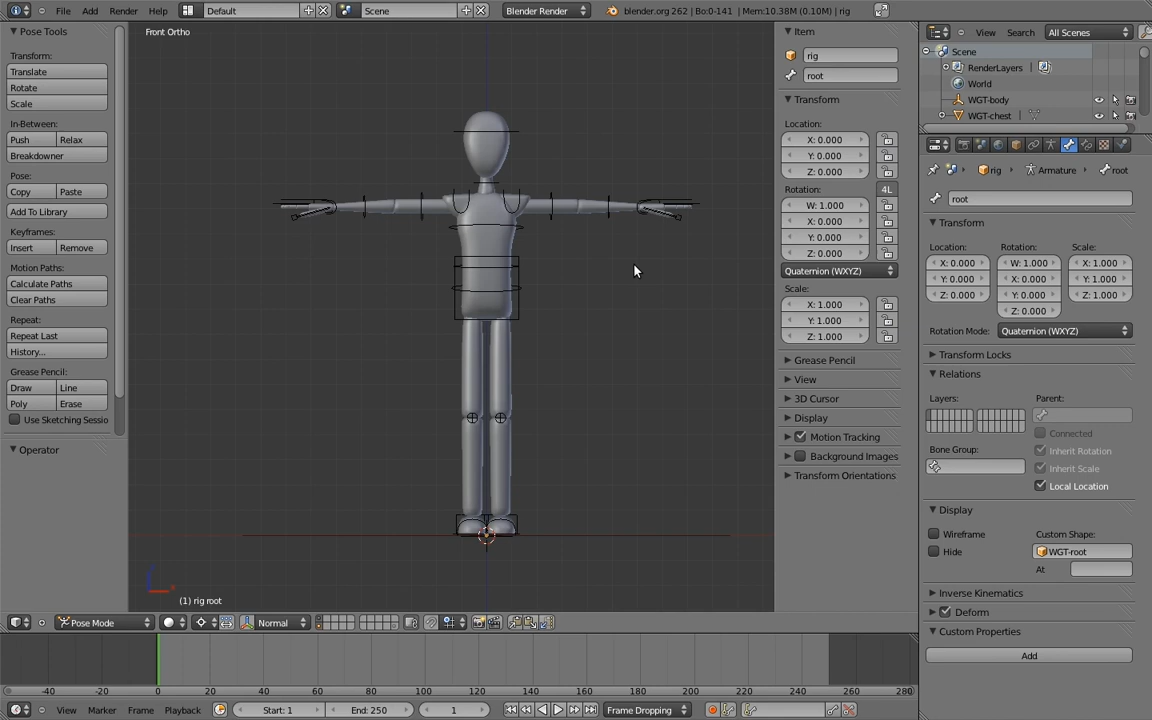 File Add Render Help Default Scene Blender Render blender.org 262 | Bo:0-141 | Mem:10.38M (0.10M) | rig
Pose Tools
Transform:
Translate
Rotate
Scale
In-Between:
Push Relax
Breakdowner
Pose:
Copy Paste
Add To Library
Keyframes:
Insert Remove
Motion Paths:
Calculate Paths
Clear Paths
Repeat:
Repeat Last
History...
Grease Pencil:
Draw Line
Poly Erase
Use Sketching Sessio
Operator
Front Ortho
(1) rig root
Item
rig
root
Transform
Location:
X: 0.000
Y: 0.000
Z: 0.000
Rotation: 4L
W: 1.000
X: 0.000
Y: 0.000
Z: 0.000
Quaternion (WXYZ)
Scale:
X: 1.000
Y: 1.000
Z: 1.000
Grease Pencil
View
3D Cursor
Display
Motion Tracking
Background Images
Transform Orientations
View Search All Scenes
Scene
RenderLayers |
World
WGT-body
WGT-chest |
rig Armature root
root
Transform
Location: Rotation: Scale:
X: 0.000 W: 1.000 X: 1.000
Y: 0.000 X: 0.000 Y: 1.000
Z: 0.000 Y: 0.000 Z: 1.000
Z: 0.000
Rotation Mode: Quaternion (WXYZ)
Transform Locks
Relations
Layers: Parent:
Connected
Bone Group: Inherit Rotation
Inherit Scale
Local Location
Display
Wireframe Custom Shape:
Hide WGT-root
At
Inverse Kinematics
Deform
Custom Properties
Add
Pose Mode Normal
-40 -20 0 20 40 60 80 100 120 140 160 180 200 220 240 260 280
View Marker Frame Playback Start: 1 End: 250 1 Frame Dropping